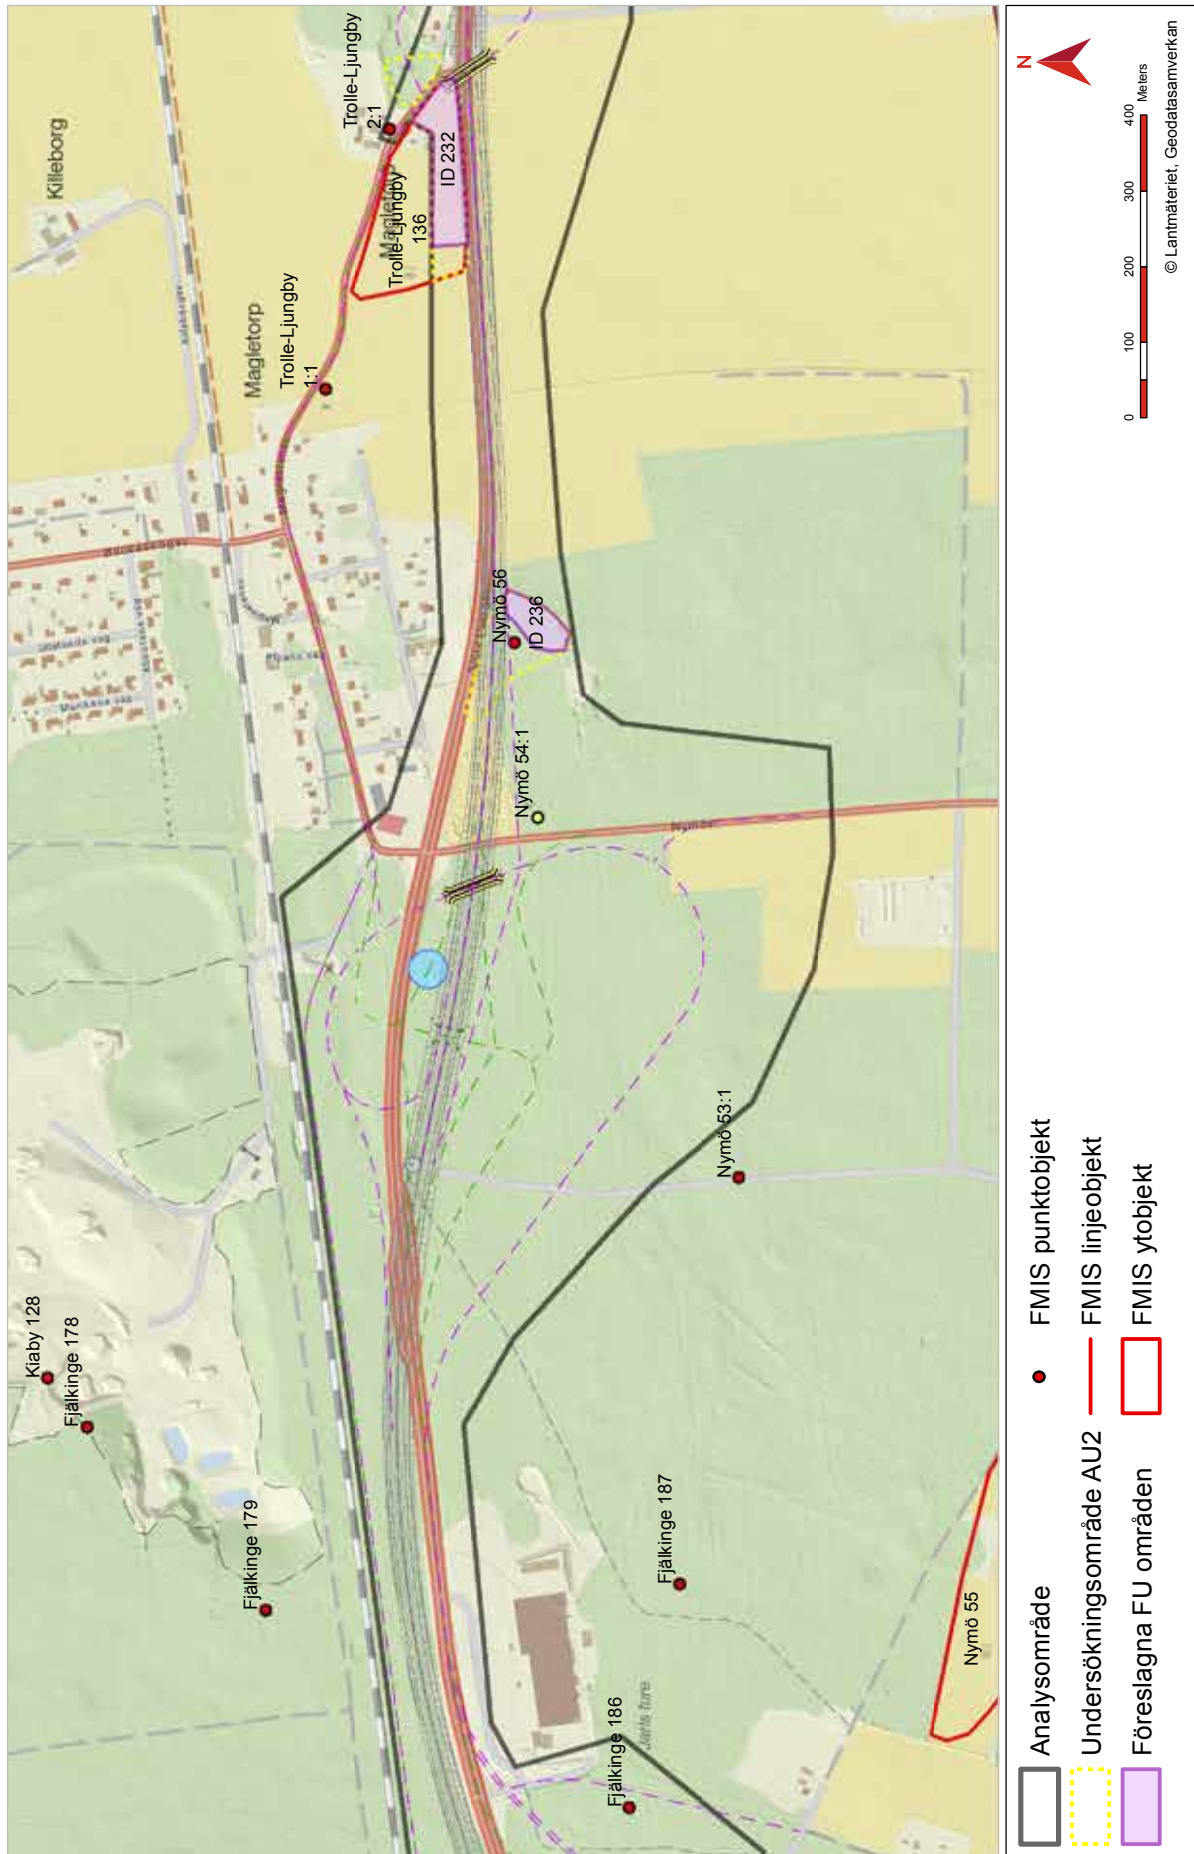 Killeborg
Trolle-Ljungby
2:1
ID 232
Trolle-Ljungby
136
Magletorp
Trolle-Ljungby
1:1
Nymö 56
ID 236
Nymö 54:1
Nymö 53:1
Kiaby 128
Fjälkinge 178
Fjälkinge 179
Fjälkinge 187
Fjälkinge 186
Nymö 55
Analysområde
Undersökningsområde AU2
Föreslagna FU områden
FMIS punktobjekt
FMIS linjeobjekt
FMIS ytobjekt
N
0 100 200 300 400
Meters
© Lantmäteriet, Geodatasamverkan